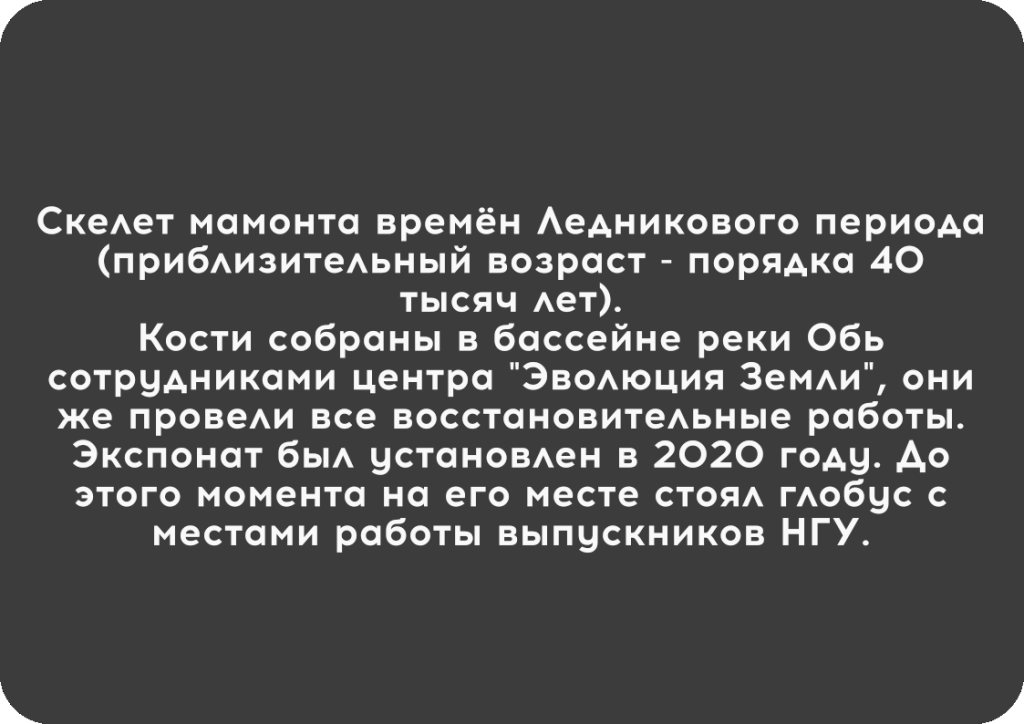 Скелет мамонта времён Ледникового периода
(приблизительный возраст - порядка 40
тысяч лет).
Кости собраны в бассейне реки Обь
сотрудниками центра "Эволюция Земли", они
же провели все восстановительные работы.
Экспонат был установлен в 2020 году. До
этого момента на его месте стоял глобус с
местами работы выпускников НГУ.